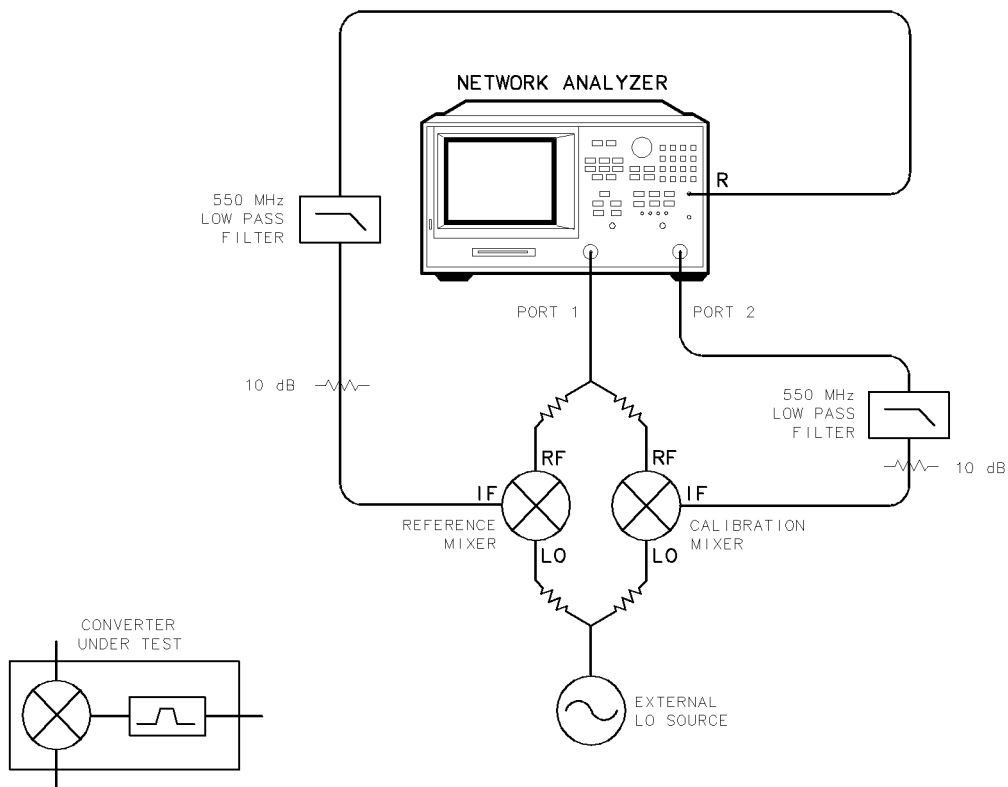 NETWORK ANALYZER
R
550 MHz
LOW PASS
FILTER
PORT 1
PORT 2
10 dB
550 MHz
LOW PASS
FILTER
10 dB
RF
RF
IF
IF
REFERENCE
MIXER
CALIBRATION
MIXER
LO
LO
CONVERTER
UNDER TEST
EXTERNAL
LO SOURCE